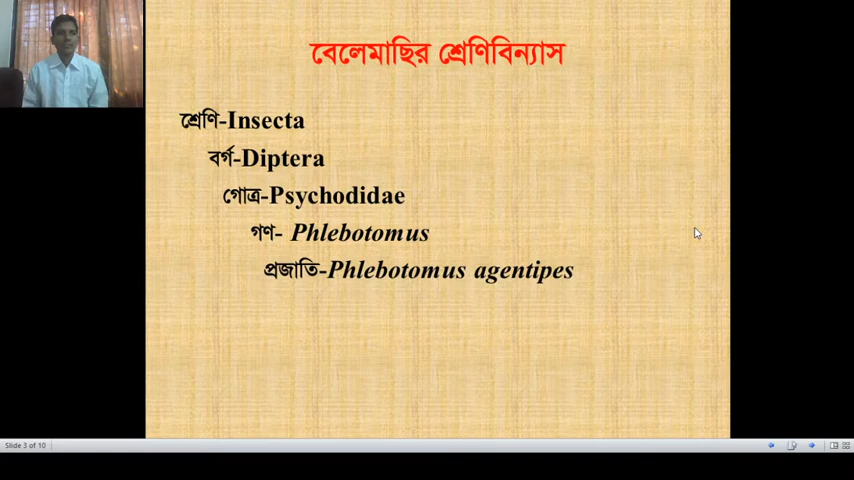 বেলেমাছির শ্রেণিবিন্যাস
শ্রেণি-Insecta
বর্গ-Diptera
গোত্র-Psychodidae
গণ- Phlebotomus
প্রজাতি-Phlebotomus agentipes
Slide 3 of 10